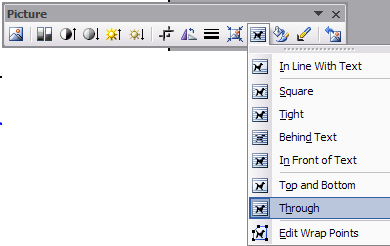 Picture
In Line With Text
Square
Tight
Behind Text
In Front of Text
Top and Bottom
Through
Edit Wrap Points